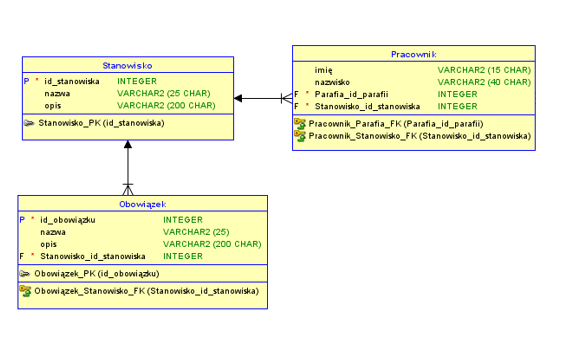 Stanowisko
P * id_stanowiska INTEGER
nazwa VARCHAR2 (25 CHAR)
opis VARCHAR2 (200 CHAR)
Stanowisko_PK (id_stanowiska)
Pracownik
imię VARCHAR2 (15 CHAR)
nazwisko VARCHAR2 (40 CHAR)
F * Parafia_id_parafii INTEGER
F * Stanowisko_id_stanowiska INTEGER
Pracownik_Parafia_FK (Parafia_id_parafii)
Pracownik_Stanowisko_FK (Stanowisko_id_stanowiska)
Obowiązek
P * id_obowiązku INTEGER
nazwa VARCHAR2 (25)
opis VARCHAR2 (200 CHAR)
F * Stanowisko_id_stanowiska INTEGER
Obowiązek_PK (id_obowiązku)
Obowiązek_Stanowisko_FK (Stanowisko_id_stanowiska)